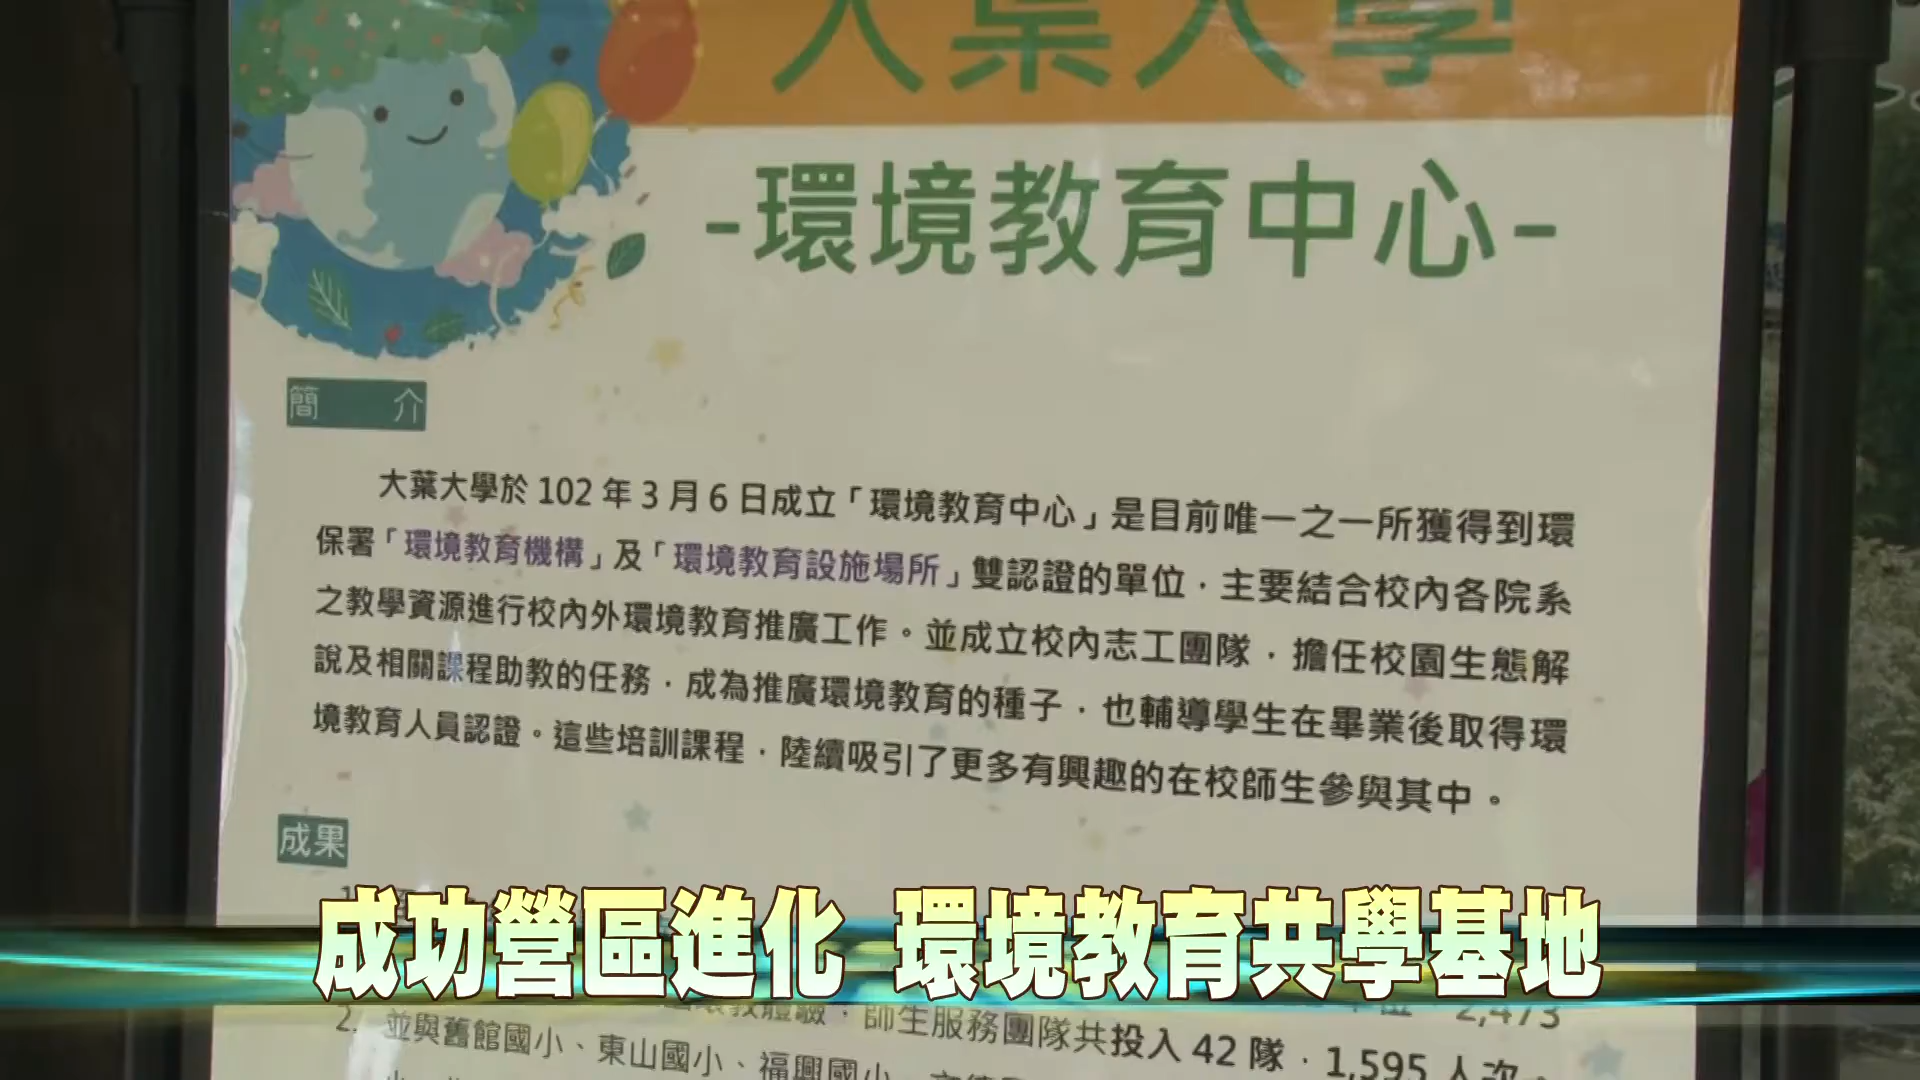 大葉大學
-環境教育中心-
簡 介
大葉大學於 102 年 3 月 6 日成立「環境教育中心」是目前唯一之一所獲得到環
保署「環境教育機構」及「環境教育設施場所」雙認證的單位，主要結合校內各院系
之教學資源進行校內外環境教育推廣工作。並成立校內志工團隊，擔任校園生態解
說及相關課程助教的任務，成為推廣環境教育的種子，也輔導學生在畢業後取得環
境教育人員認證。這些培訓課程，陸續吸引了更多有興趣的在校師生參與其中。
成果
成功營區進化 環境教育共學基地
2,473
體驗，師生服務團隊共投入 42 隊，1,595 人次。
2. 並與舊館國小、東山國小、福興國小、